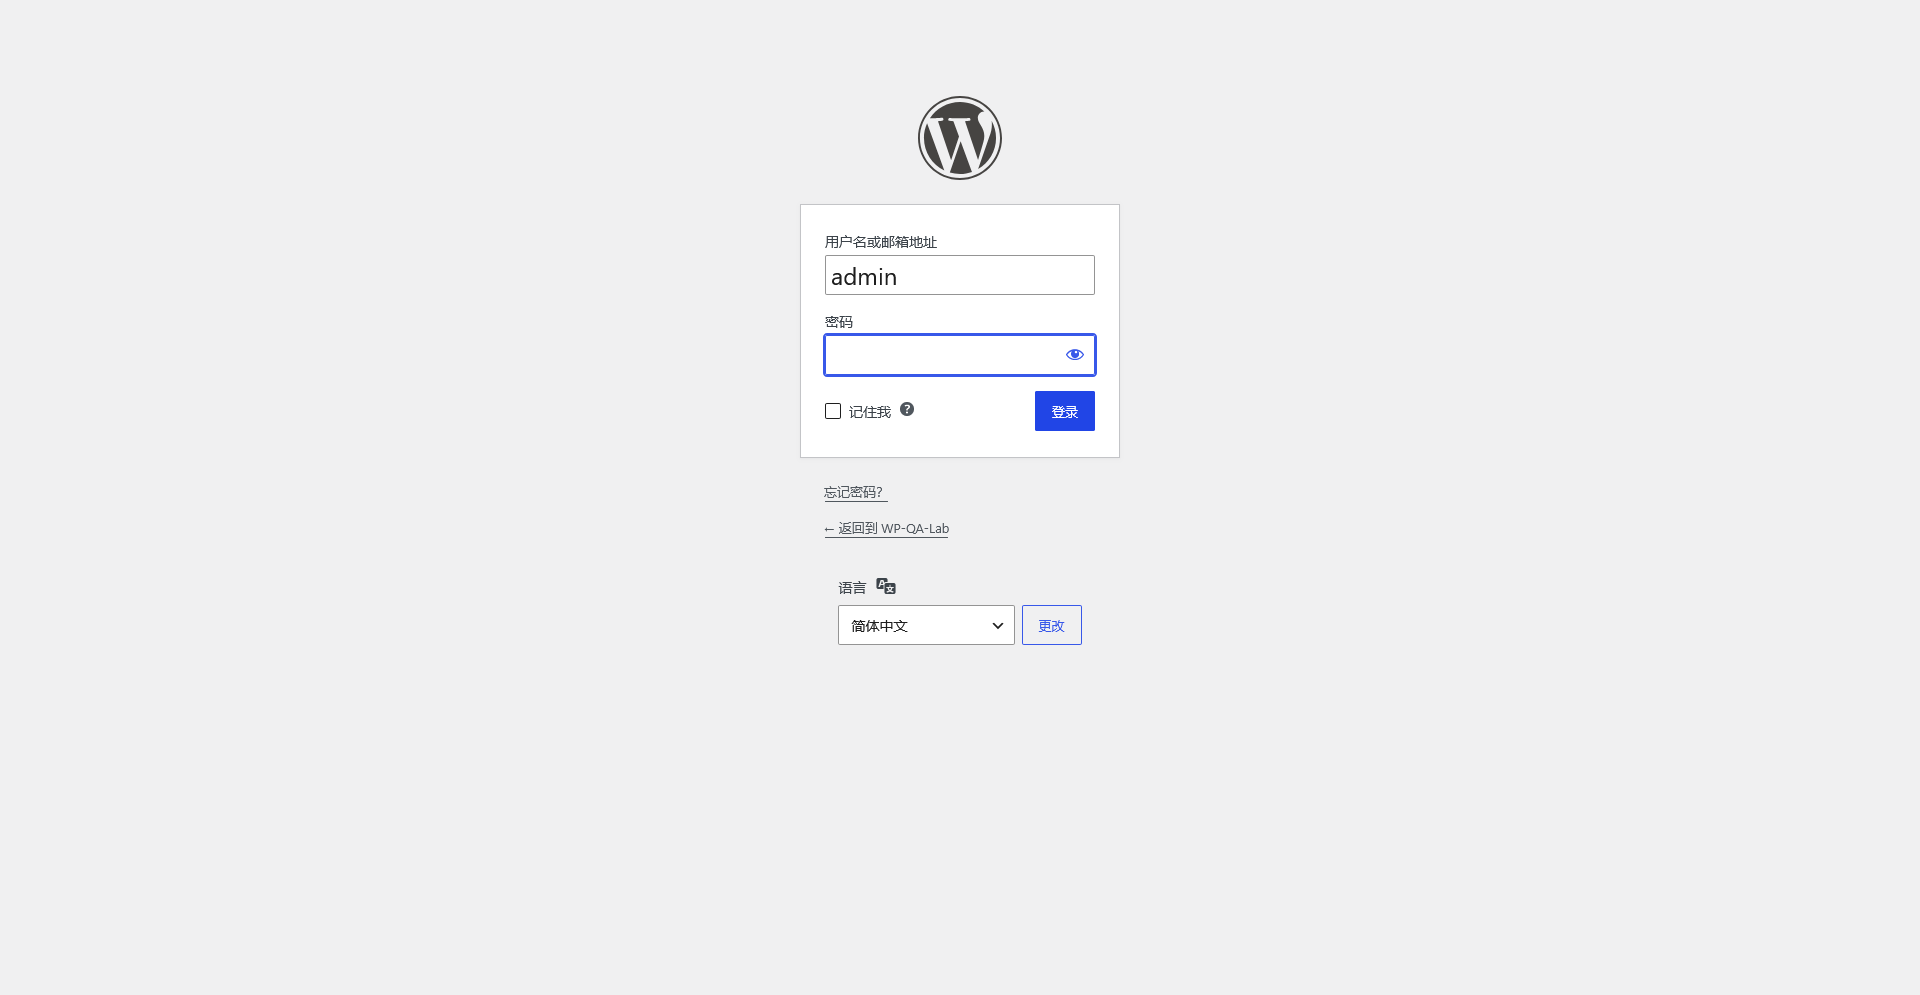 用户名或邮箱地址
admin
密码
记住我
登录
忘记密码？
← 返回到 WP-QA-Lab
语言
简体中文
更改